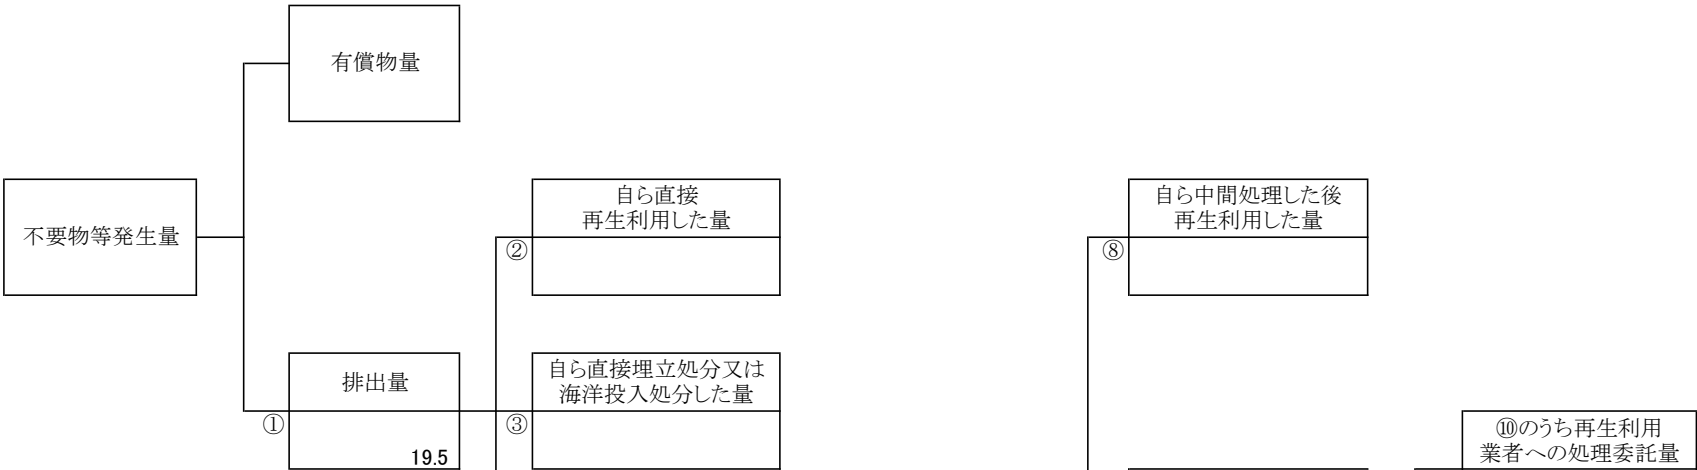 有償物量
不要物等発生量
自ら直接
再生利用した量
②
自ら中間処理した後
再生利用した量
⑧
排出量
①
19.5
自ら直接埋立処分又は
海洋投入処分した量
③
⑩のうち再生利用
業者への処理委託量